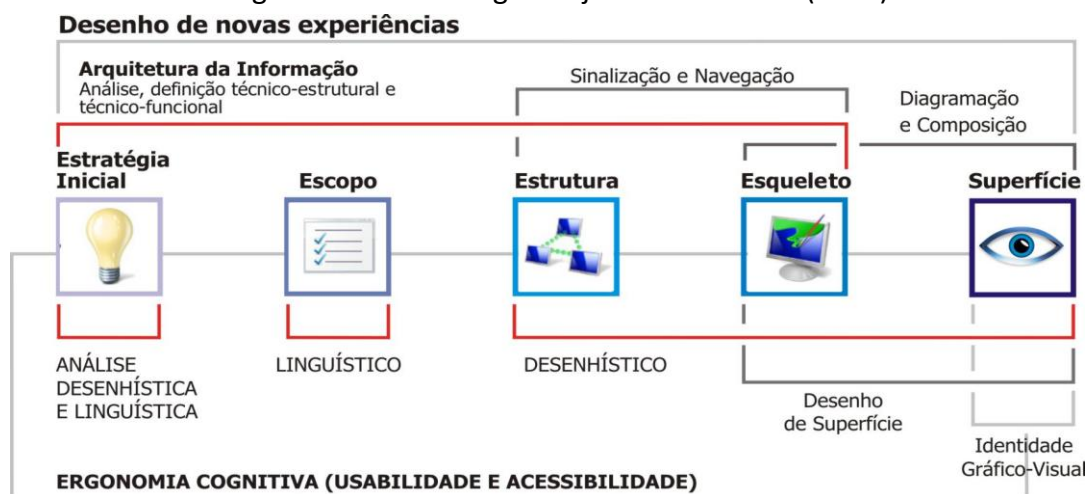 Desenho de novas experiências
Arquitetura da Informação
Análise, definição técnico-estrutural e
técnico-funcional
Sinalização e Navegação
Diagramação
e Composição
Estratégia
Inicial
Escopo
Estrutura
Esqueleto
Superfície
ANÁLISE
DESENHÍSTICA
E LINGUÍSTICA
LINGUÍSTICO
DESENHÍSTICO
Desenho
de Superfície
Identidade
Gráfico-Visual
ERGONOMIA COGNITIVA (USABILIDADE E ACESSIBILIDADE)